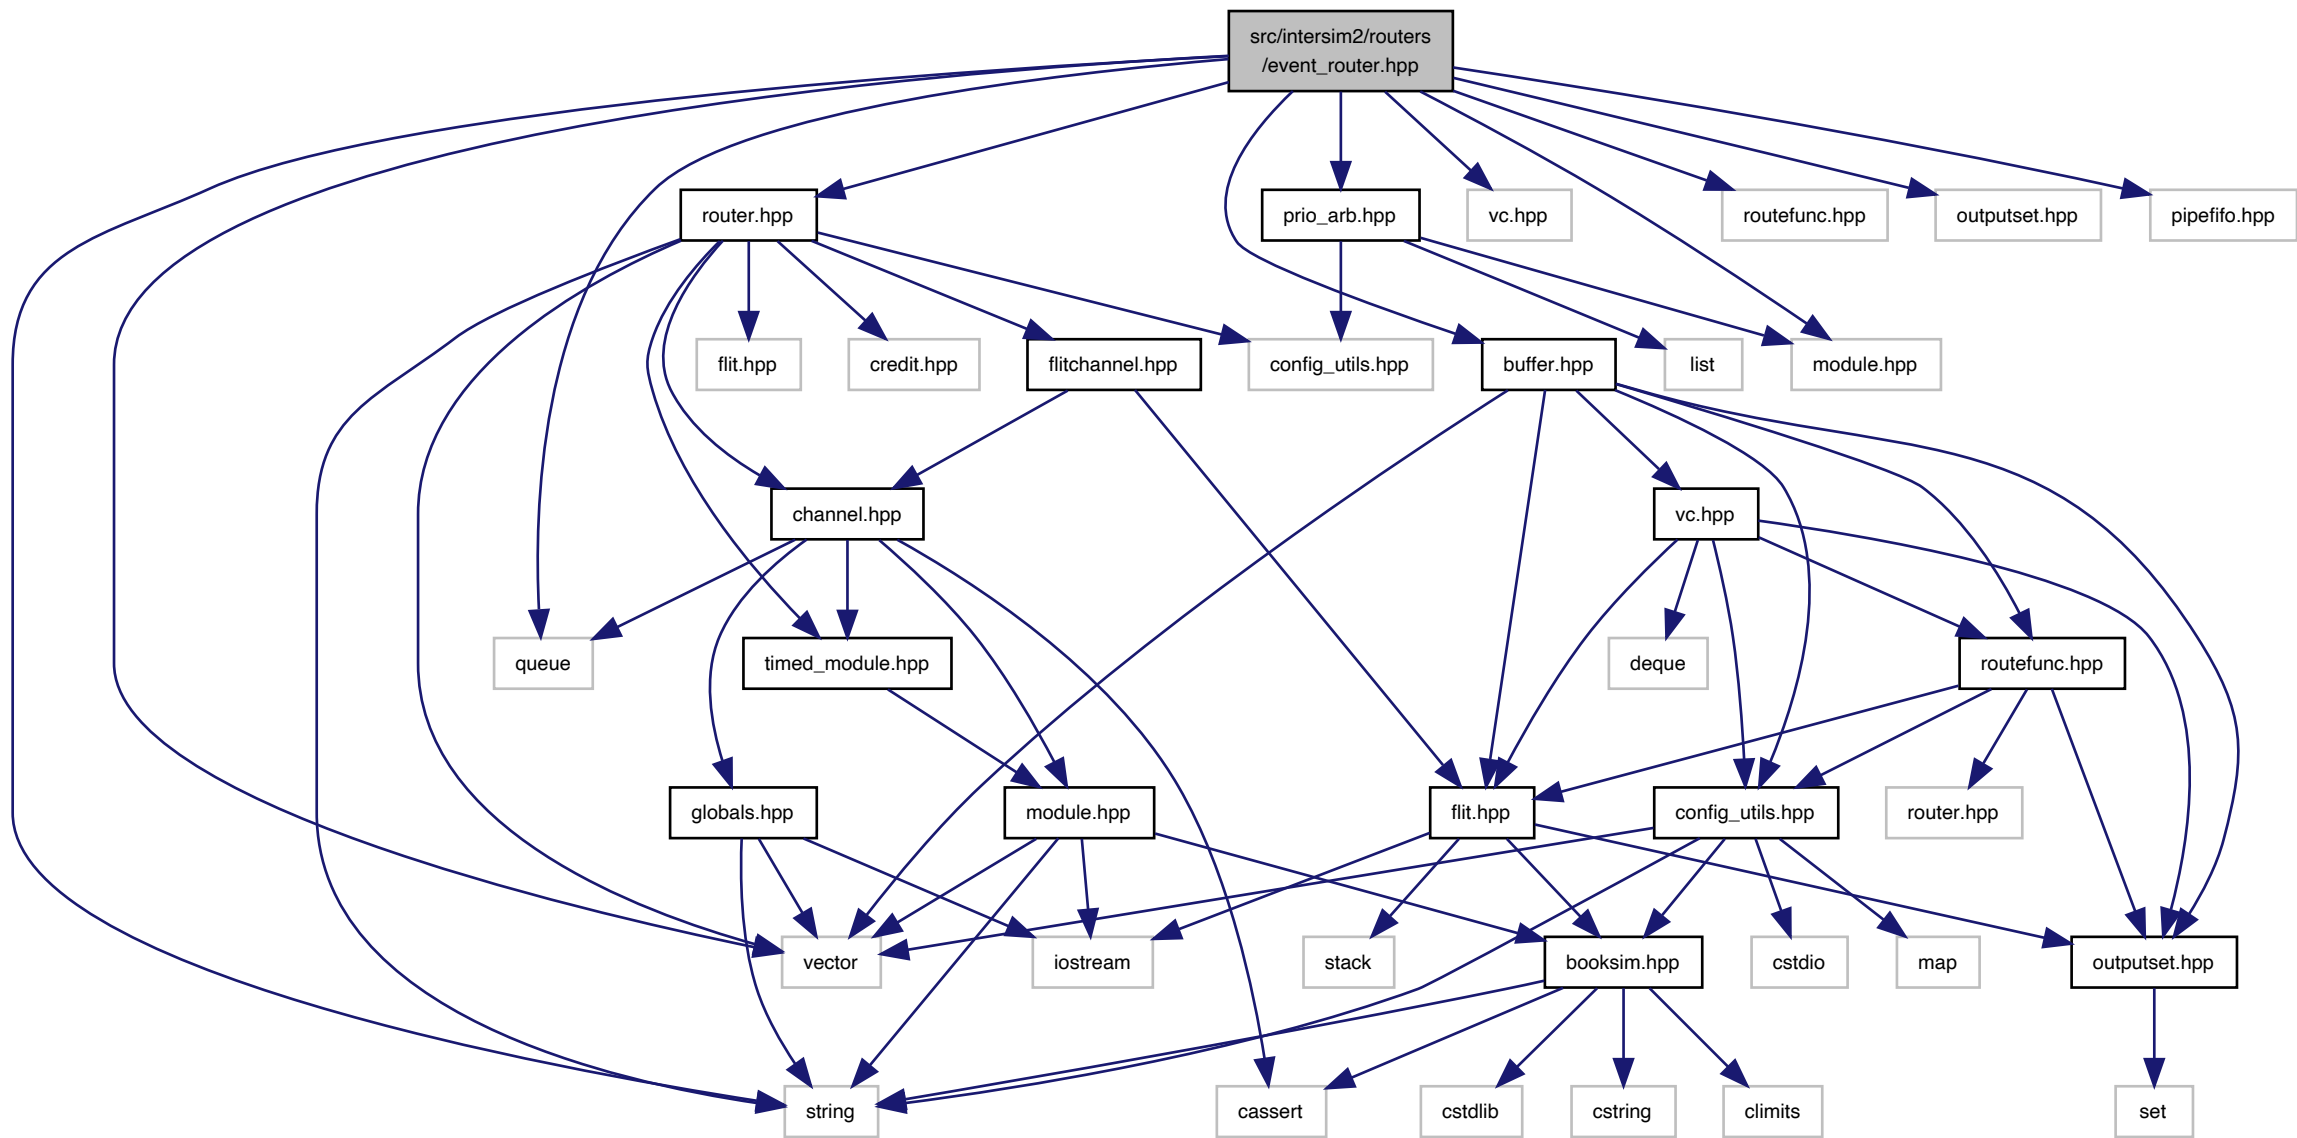 src/intersim2/routers
/event_router.hpp
router.hpp
prio_arb.hpp
vc.hpp
routefunc.hpp
outputset.hpp
pipefifo.hpp
flit.hpp
credit.hpp
flitchannel.hpp
config_utils.hpp
buffer.hpp
list
module.hpp
channel.hpp
vc.hpp
queue
timed_module.hpp
deque
routefunc.hpp
globals.hpp
module.hpp
flit.hpp
config_utils.hpp
router.hpp
vector
iostream
stack
booksim.hpp
cstdio
map
outputset.hpp
string
cassert
cstdlib
cstring
climits
set